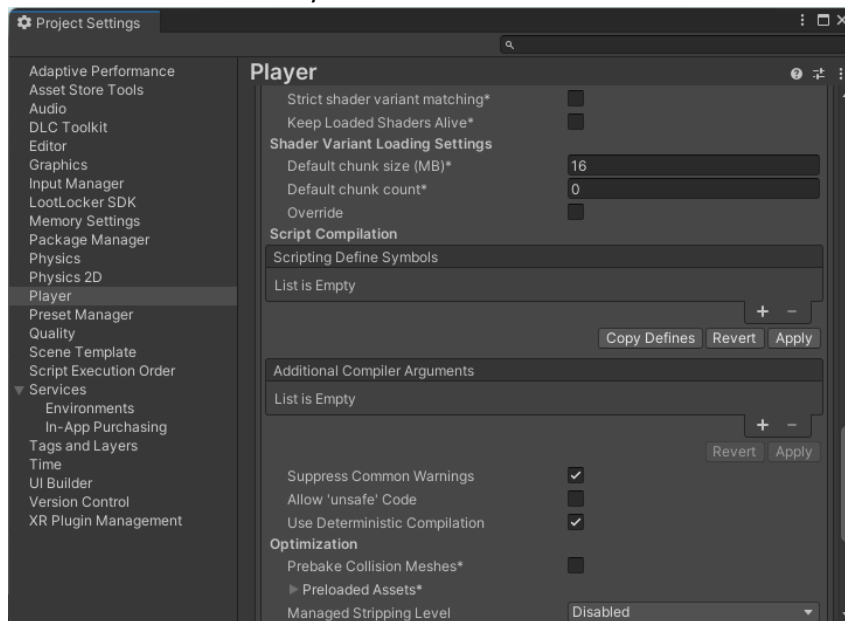 Project Settings
Adaptive Performance
Asset Store Tools
Audio
DLC Toolkit
Editor
Graphics
Input Manager
LootLocker SDK
Memory Settings
Package Manager
Physics
Physics 2D
Player
Preset Manager
Quality
Scene Template
Script Execution Order
Services
Environments
In-App Purchasing
Tags and Layers
Time
UI Builder
Version Control
XR Plugin Management
Player
Strict shader variant matching*
Keep Loaded Shaders Alive*
Shader Variant Loading Settings
Default chunk size (MB)* 16
Default chunk count* 0
Override
Script Compilation
Scripting Define Symbols
List is Empty
+ −
Copy Defines Revert Apply
Additional Compiler Arguments
List is Empty
+ −
Revert Apply
Suppress Common Warnings
Allow 'unsafe' Code
Use Deterministic Compilation
Optimization
Prebake Collision Meshes*
Preloaded Assets*
Managed Stripping Level Disabled